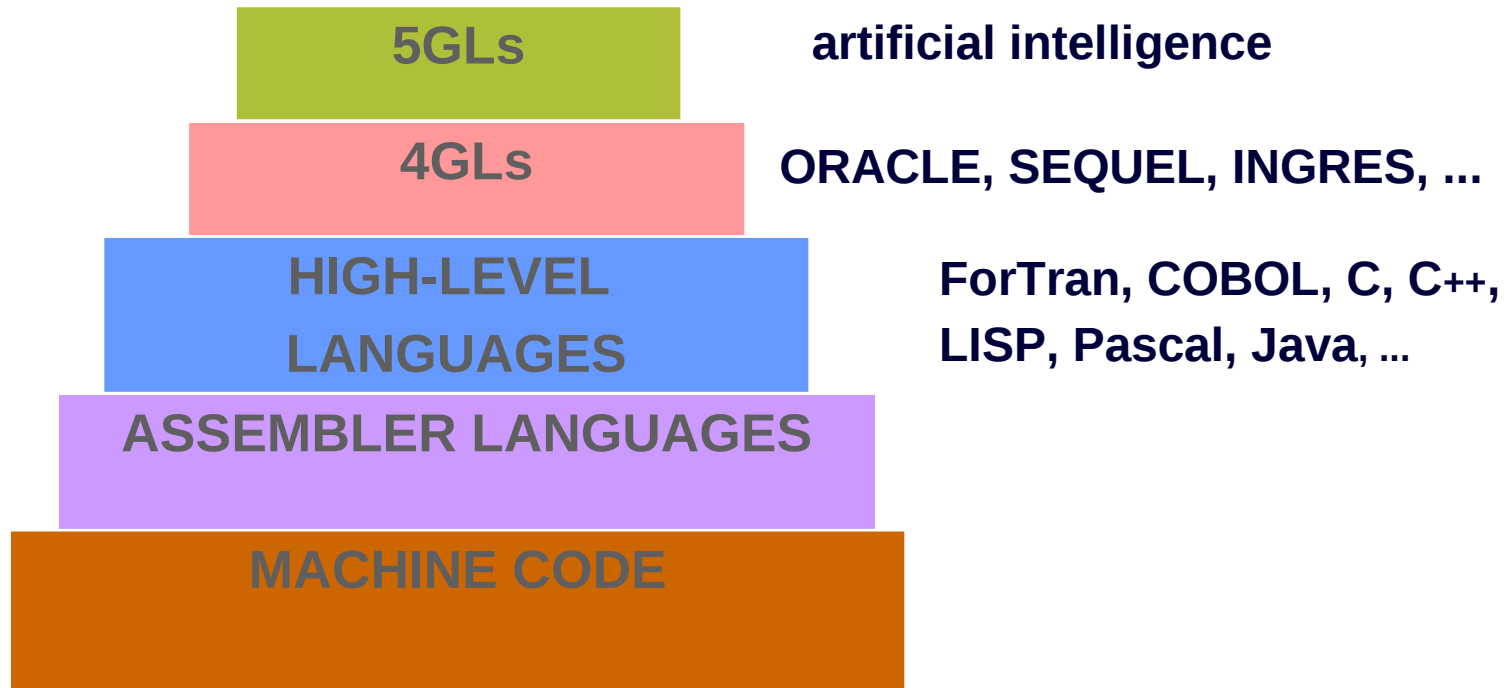 5GLs
artificial intelligence
4GLs
ORACLE, SEQUEL, INGRES, ...
HIGH-LEVEL
LANGUAGES
ForTran, COBOL, C, C++,
LISP, Pascal, Java, ...
ASSEMBLER LANGUAGES
MACHINE CODE